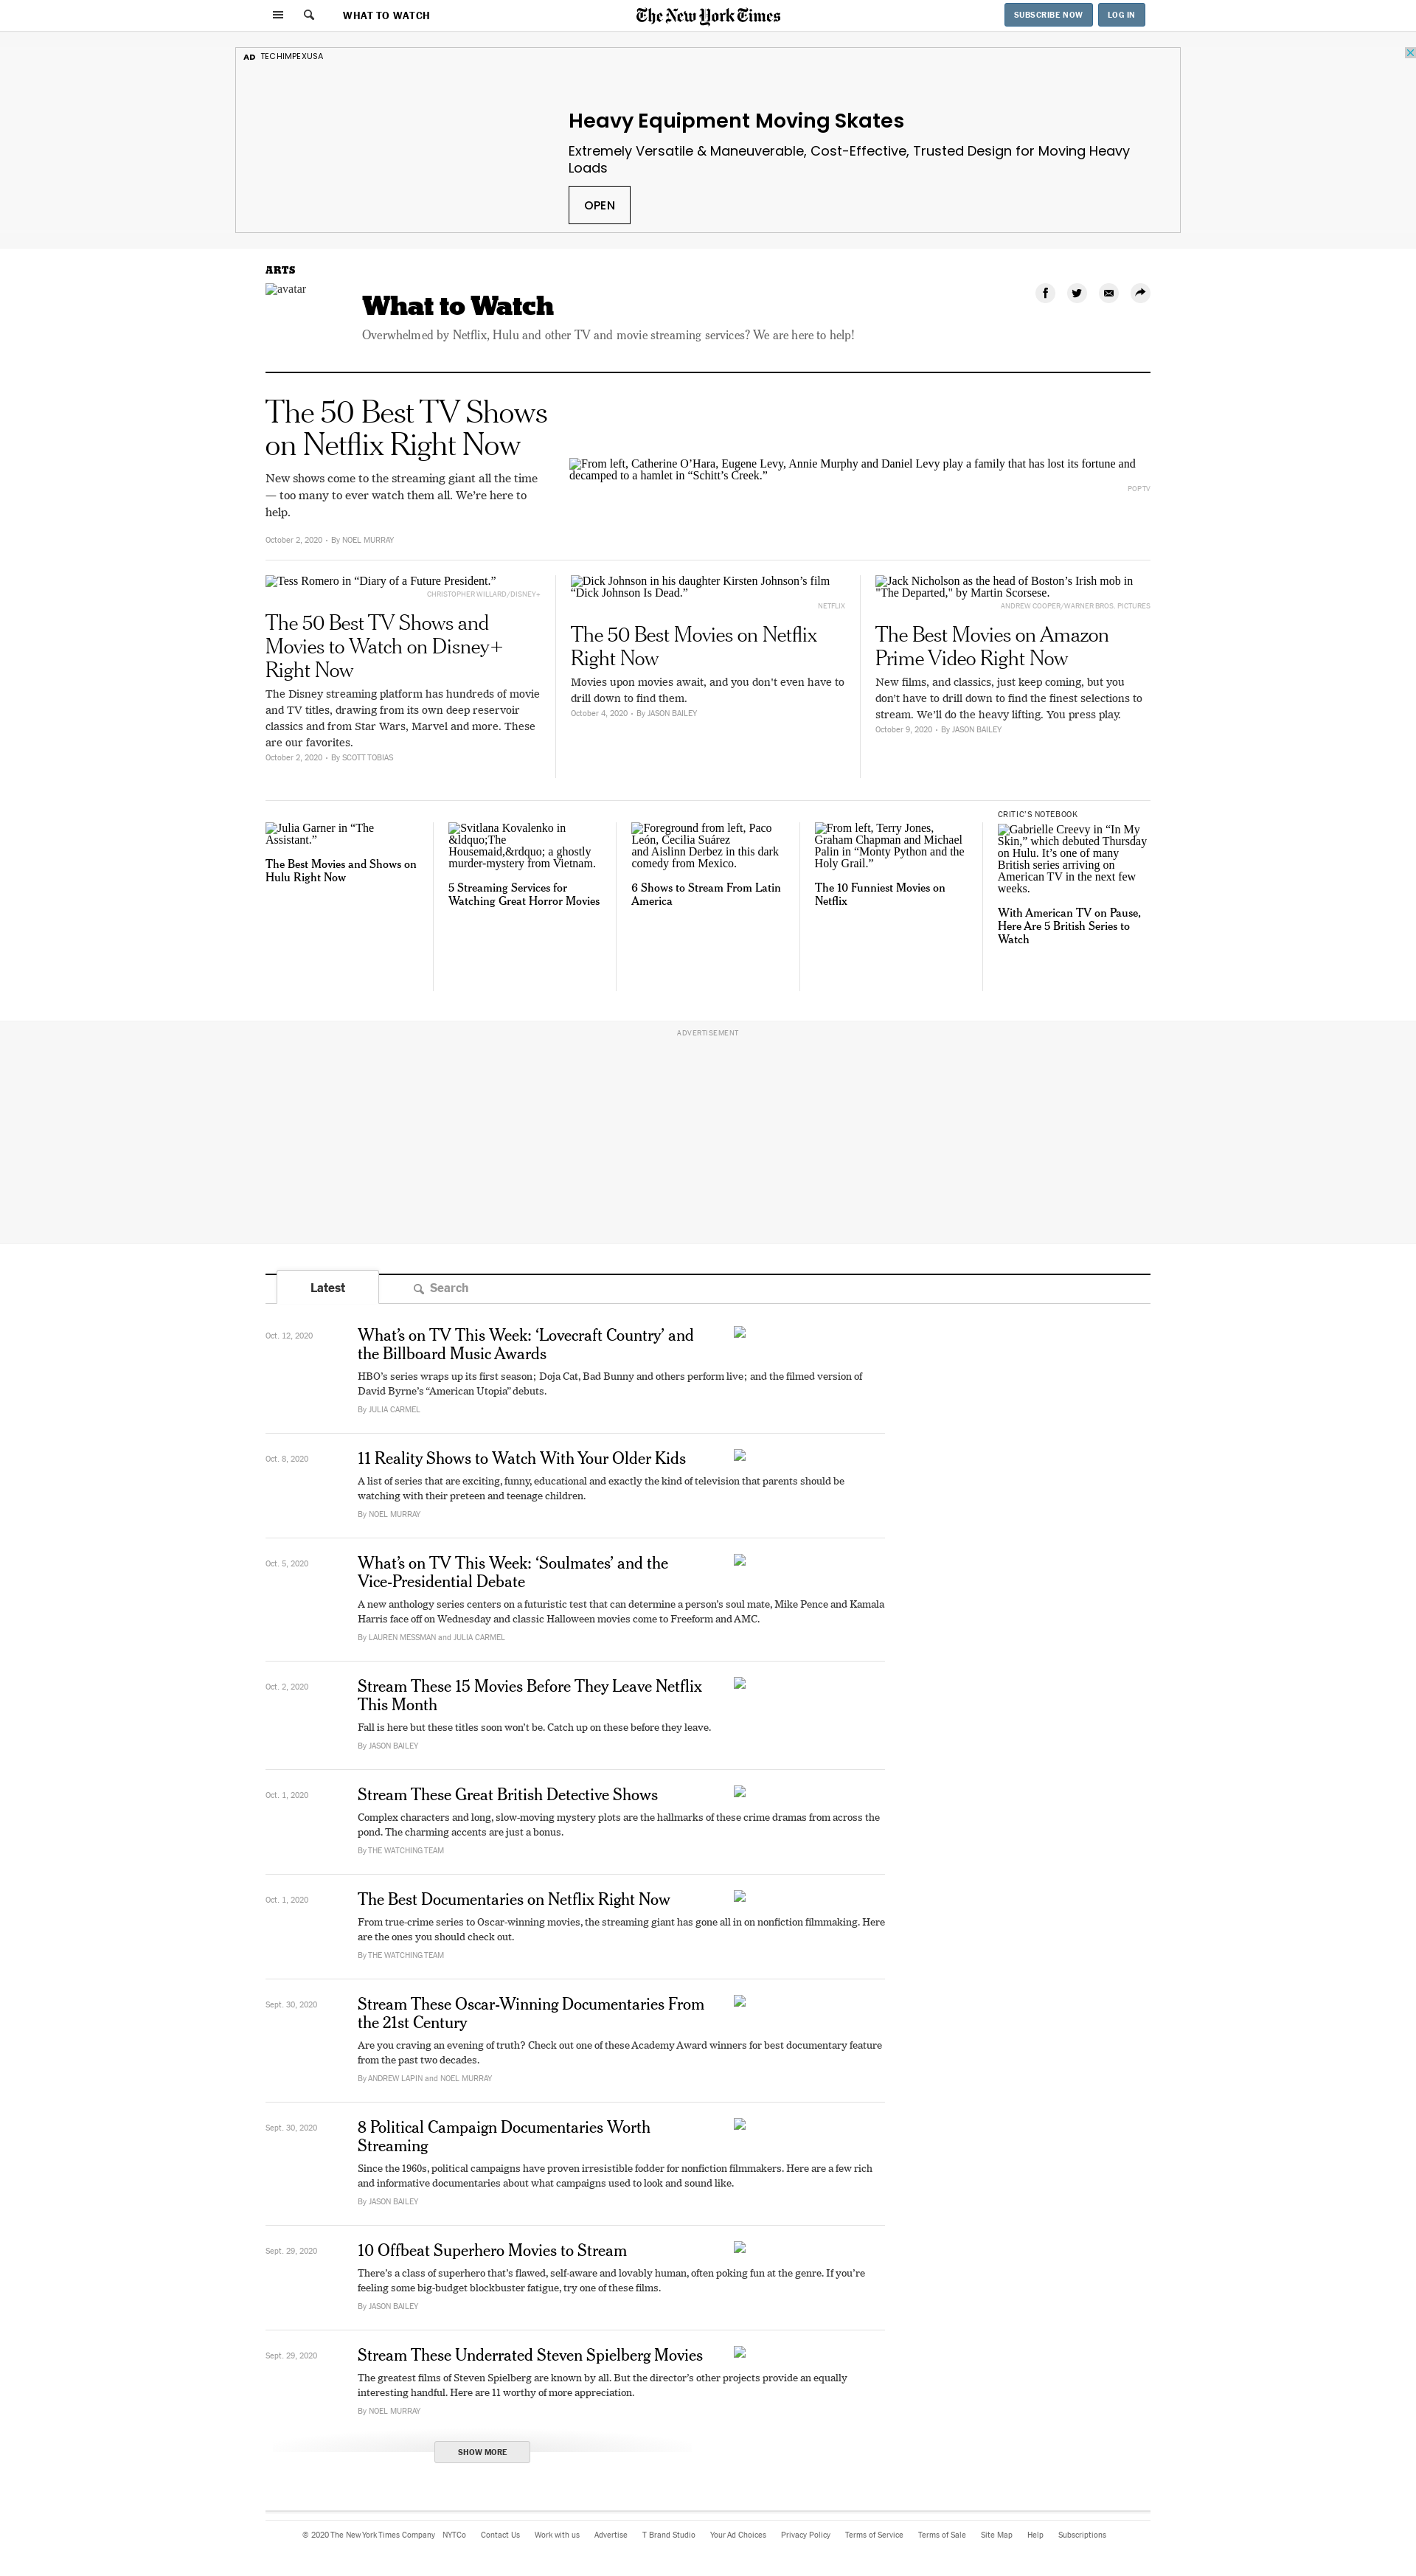 WHAT TO WATCH
The New York Times
SUBSCRIBE NOW
LOG IN
AD TECHIMPEXUSA
Heavy Equipment Moving Skates
Extremely Versatile & Maneuverable, Cost-Effective, Trusted Design for Moving Heavy
Loads
OPEN
ARTS
avatar
What to Watch
Overwhelmed by Netflix, Hulu and other TV and movie streaming services? We are here to help!
The 50 Best TV Shows
on Netflix Right Now
New shows come to the streaming giant all the time
— too many to ever watch them all. We're here to
help.
October 2, 2020 • By NOEL MURRAY
From left, Catherine O’Hara, Eugene Levy, Annie Murphy and Daniel Levy play a family that has lost its fortune and
decamped to a hamlet in “Schitt’s Creek.”
POP TV
Tess Romero in “Diary of a Future President.”
CHRISTOPHER WILLARD/DISNEY+
The 50 Best TV Shows and
Movies to Watch on Disney+
Right Now
The Disney streaming platform has hundreds of movie
and TV titles, drawing from its own deep reservoir
classics and from Star Wars, Marvel and more. These
are our favorites.
October 2, 2020 • By SCOTT TOBIAS
Dick Johnson in his daughter Kirsten Johnson’s film
“Dick Johnson Is Dead.”
NETFLIX
The 50 Best Movies on Netflix
Right Now
Movies upon movies await, and you don't even have to
drill down to find them.
October 4, 2020 • By JASON BAILEY
Jack Nicholson as the head of Boston’s Irish mob in
"The Departed," by Martin Scorsese.
ANDREW COOPER/WARNER BROS. PICTURES
The Best Movies on Amazon
Prime Video Right Now
New films, and classics, just keep coming, but you
don't have to drill down to find the finest selections to
stream. We'll do the heavy lifting. You press play.
October 9, 2020 • By JASON BAILEY
Julia Garner in “The
Assistant.”
The Best Movies and Shows on
Hulu Right Now
Svitlana Kovalenko in
&ldquo;The
Housemaid,&rdquo; a ghostly
murder-mystery from Vietnam.
5 Streaming Services for
Watching Great Horror Movies
Foreground from left, Paco
León, Cecilia Suárez
and Aislinn Derbez in this dark
comedy from Mexico.
6 Shows to Stream From Latin
America
From left, Terry Jones,
Graham Chapman and Michael
Palin in “Monty Python and the
Holy Grail.”
The 10 Funniest Movies on
Netflix
CRITIC'S NOTEBOOK
Gabrielle Creevy in “In My
Skin,” which debuted Thursday
on Hulu. It’s one of many
British series arriving on
American TV in the next few
weeks.
With American TV on Pause,
Here Are 5 British Series to
Watch
ADVERTISEMENT
Latest
Search
Oct. 12, 2020
What’s on TV This Week: ‘Lovecraft Country’ and
the Billboard Music Awards
HBO’s series wraps up its first season; Doja Cat, Bad Bunny and others perform live; and the filmed version of
David Byrne’s “American Utopia” debuts.
By JULIA CARMEL
Oct. 8, 2020
11 Reality Shows to Watch With Your Older Kids
A list of series that are exciting, funny, educational and exactly the kind of television that parents should be
watching with their preteen and teenage children.
By NOEL MURRAY
Oct. 5, 2020
What’s on TV This Week: ‘Soulmates’ and the
Vice-Presidential Debate
A new anthology series centers on a futuristic test that can determine a person’s soul mate, Mike Pence and Kamala
Harris face off on Wednesday and classic Halloween movies come to Freeform and AMC.
By LAUREN MESSMAN and JULIA CARMEL
Oct. 2, 2020
Stream These 15 Movies Before They Leave Netflix
This Month
Fall is here but these titles soon won’t be. Catch up on these before they leave.
By JASON BAILEY
Oct. 1, 2020
Stream These Great British Detective Shows
Complex characters and long, slow-moving mystery plots are the hallmarks of these crime dramas from across the
pond. The charming accents are just a bonus.
By THE WATCHING TEAM
Oct. 1, 2020
The Best Documentaries on Netflix Right Now
From true-crime series to Oscar-winning movies, the streaming giant has gone all in on nonfiction filmmaking. Here
are the ones you should check out.
By THE WATCHING TEAM
Sept. 30, 2020
Stream These Oscar-Winning Documentaries From
the 21st Century
Are you craving an evening of truth? Check out one of these Academy Award winners for best documentary feature
from the past two decades.
By ANDREW LAPIN and NOEL MURRAY
Sept. 30, 2020
8 Political Campaign Documentaries Worth
Streaming
Since the 1960s, political campaigns have proven irresistible fodder for nonfiction filmmakers. Here are a few rich
and informative documentaries about what campaigns used to look and sound like.
By JASON BAILEY
Sept. 29, 2020
10 Offbeat Superhero Movies to Stream
There’s a class of superhero that’s flawed, self-aware and lovably human, often poking fun at the genre. If you’re
feeling some big-budget blockbuster fatigue, try one of these films.
By JASON BAILEY
Sept. 29, 2020
Stream These Underrated Steven Spielberg Movies
The greatest films of Steven Spielberg are known by all. But the director’s other projects provide an equally
interesting handful. Here are 11 worthy of more appreciation.
By NOEL MURRAY
SHOW MORE
© 2020 The New York Times Company NYTCo Contact Us Work with us Advertise T Brand Studio Your Ad Choices Privacy Policy Terms of Service Terms of Sale Site Map Help Subscriptions